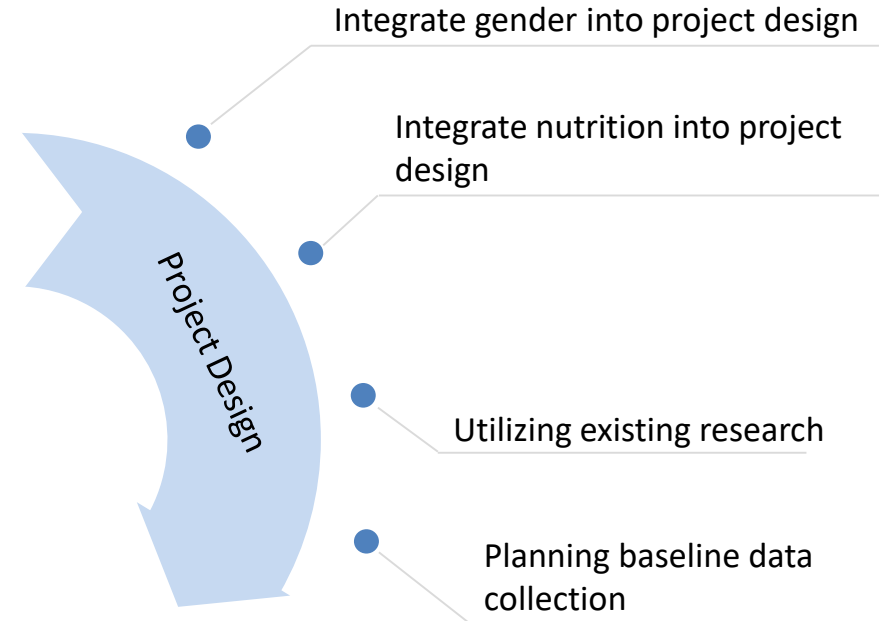 Integrate gender into project design
Integrate nutrition into project
design
Project Design
Utilizing existing research
Planning baseline data
collection